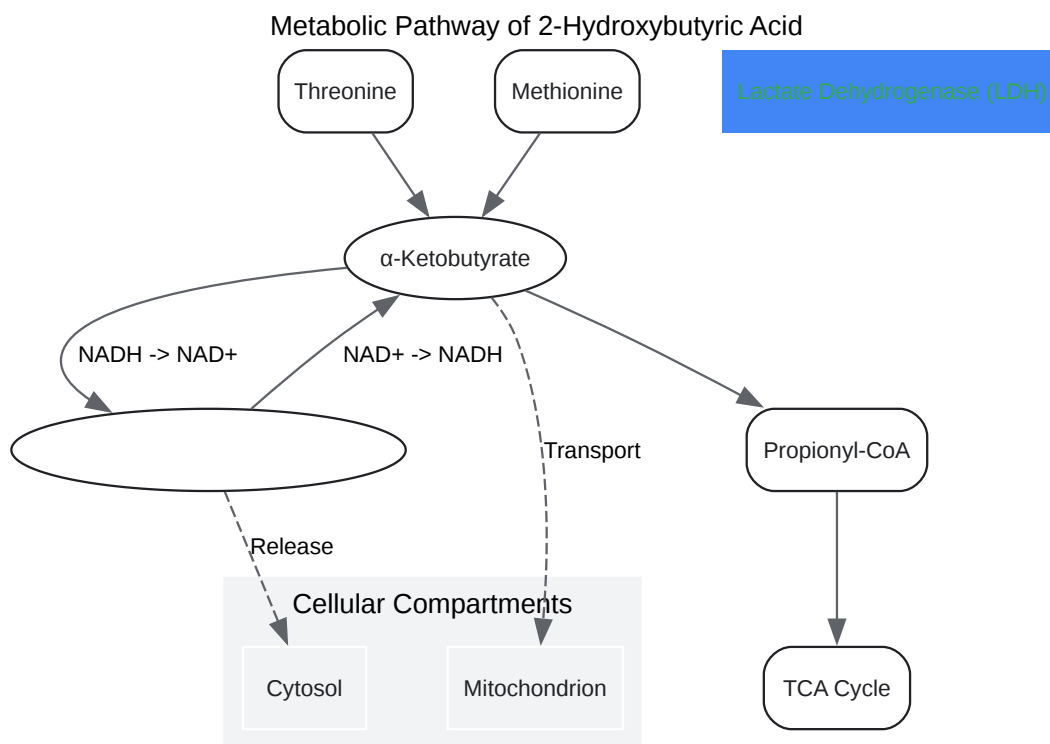 Metabolic Pathway of 2-Hydroxybutyric Acid
Threonine
Methionine
Lactate Dehydrogenase (LDH)
α-Ketobutyrate
NADH -> NAD+
NAD+ -> NADH
Transport
Propionyl-CoA
Release
Cellular Compartments
Cytosol
Mitochondrion
TCA Cycle